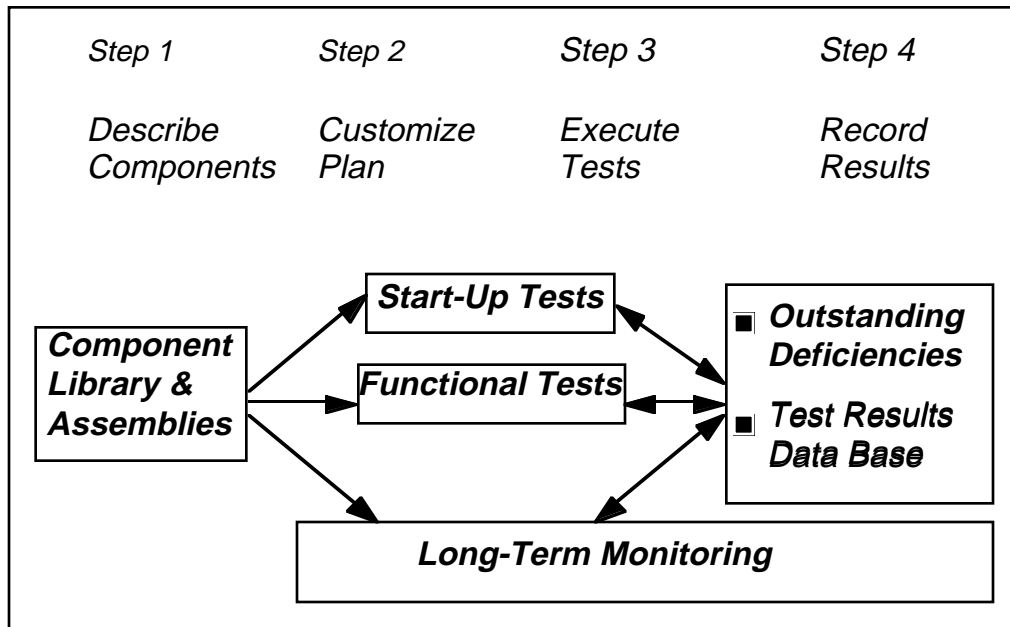 Step 1
Step 2
Step 3
Step 4
Describe
Components
Customize
Plan
Execute
Tests
Record
Results
Component
Library &
Assemblies
Start-Up Tests
Functional Tests
Outstanding
Deficiencies
Test Results
Data Base
Long-Term Monitoring